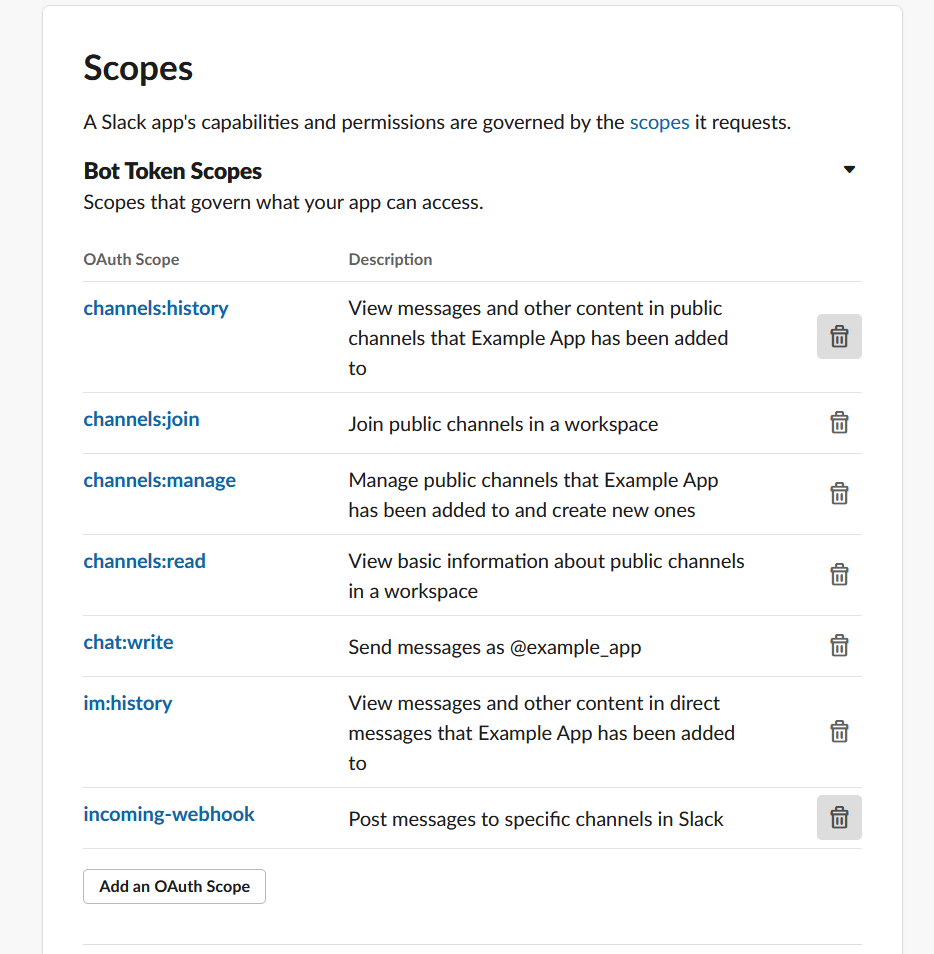 Scopes
A Slack app's capabilities and permissions are governed by the scopes it requests.
Bot Token Scopes
Scopes that govern what your app can access.
OAuth Scope Description
channels:history View messages and other content in public
channels that Example App has been added
to
channels:join Join public channels in a workspace
channels:manage Manage public channels that Example App
has been added to and create new ones
channels:read View basic information about public channels
in a workspace
chat:write Send messages as @example_app
im:history View messages and other content in direct
messages that Example App has been added
to
incoming-webhook Post messages to specific channels in Slack
Add an OAuth Scope